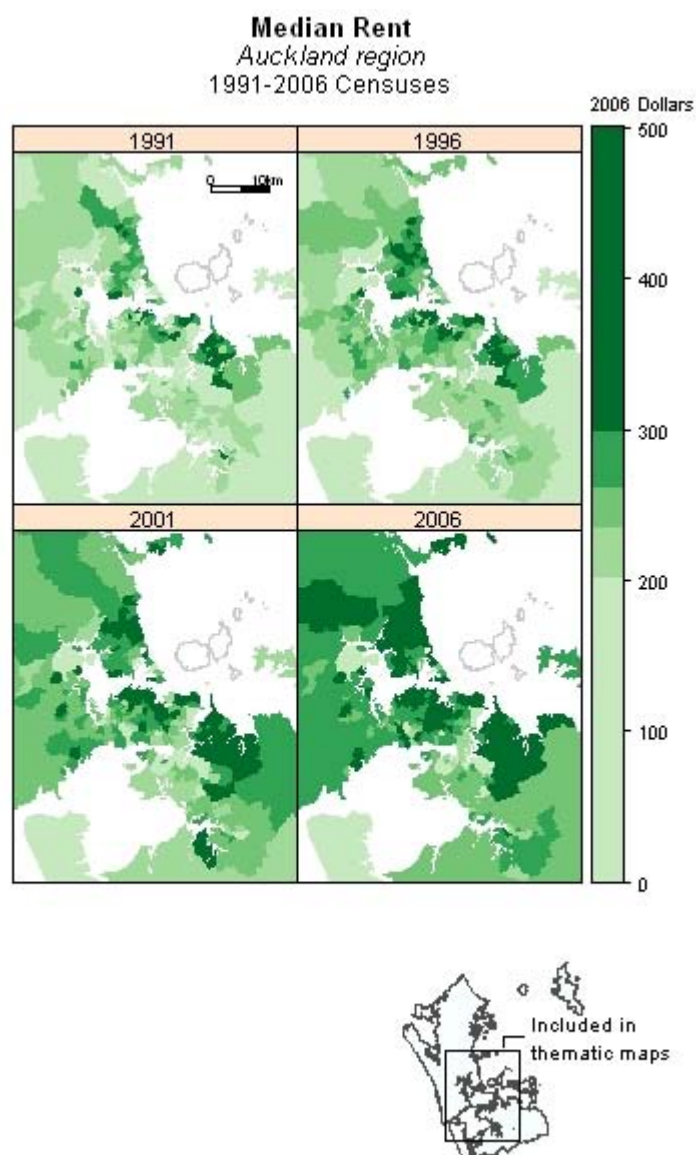 Median Rent
Auckland region
1991-2006 Censuses
2006 Dollars
1991
1996
0 10km
500
400
300
200
100
0
2001
2006
Included in
thematic maps